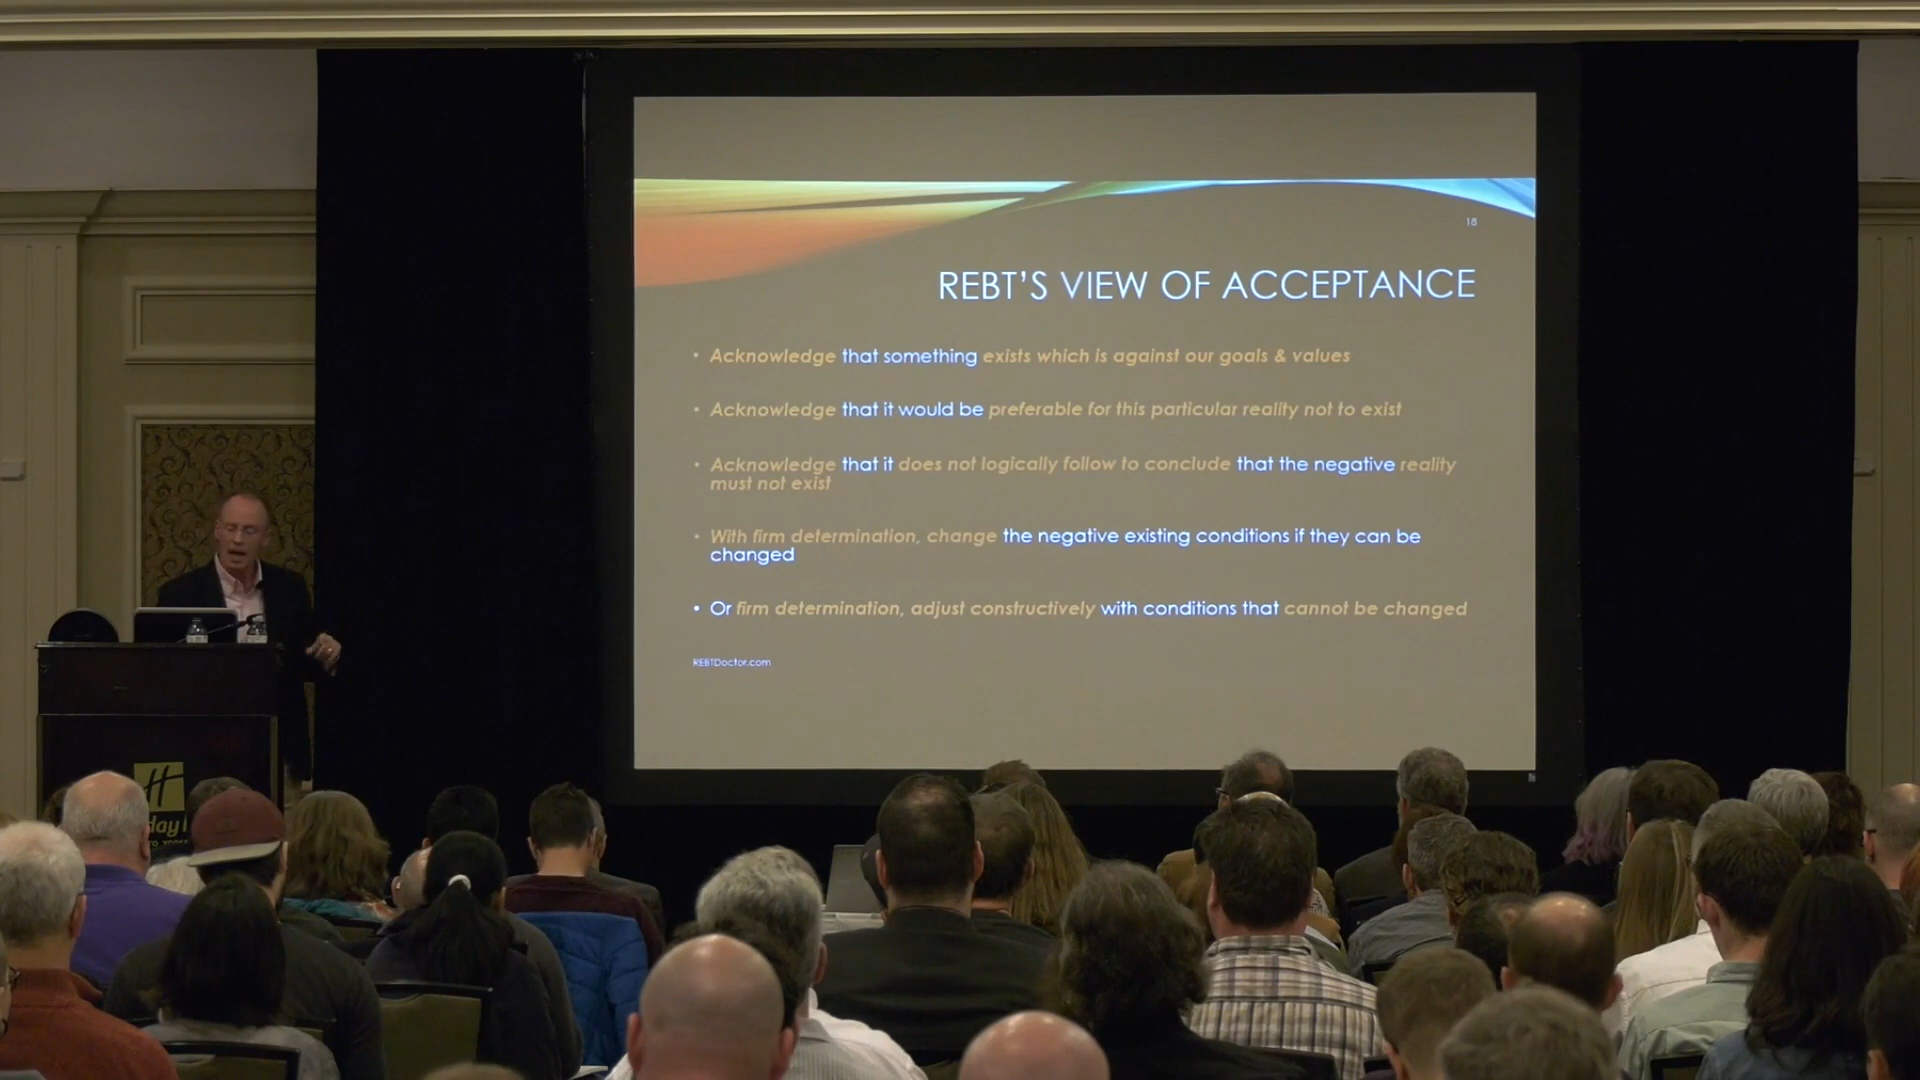 18
REBT'S VIEW OF ACCEPTANCE
• Acknowledge that something exists which is against our goals & values
• Acknowledge that it would be preferable for this particular reality not to exist
• Acknowledge that it does not logically follow to conclude that the negative reality
must not exist
• With firm determination, change the negative existing conditions if they can be
changed
• Or firm determination, adjust constructively with conditions that cannot be changed
REBTDoctor.com
H
day